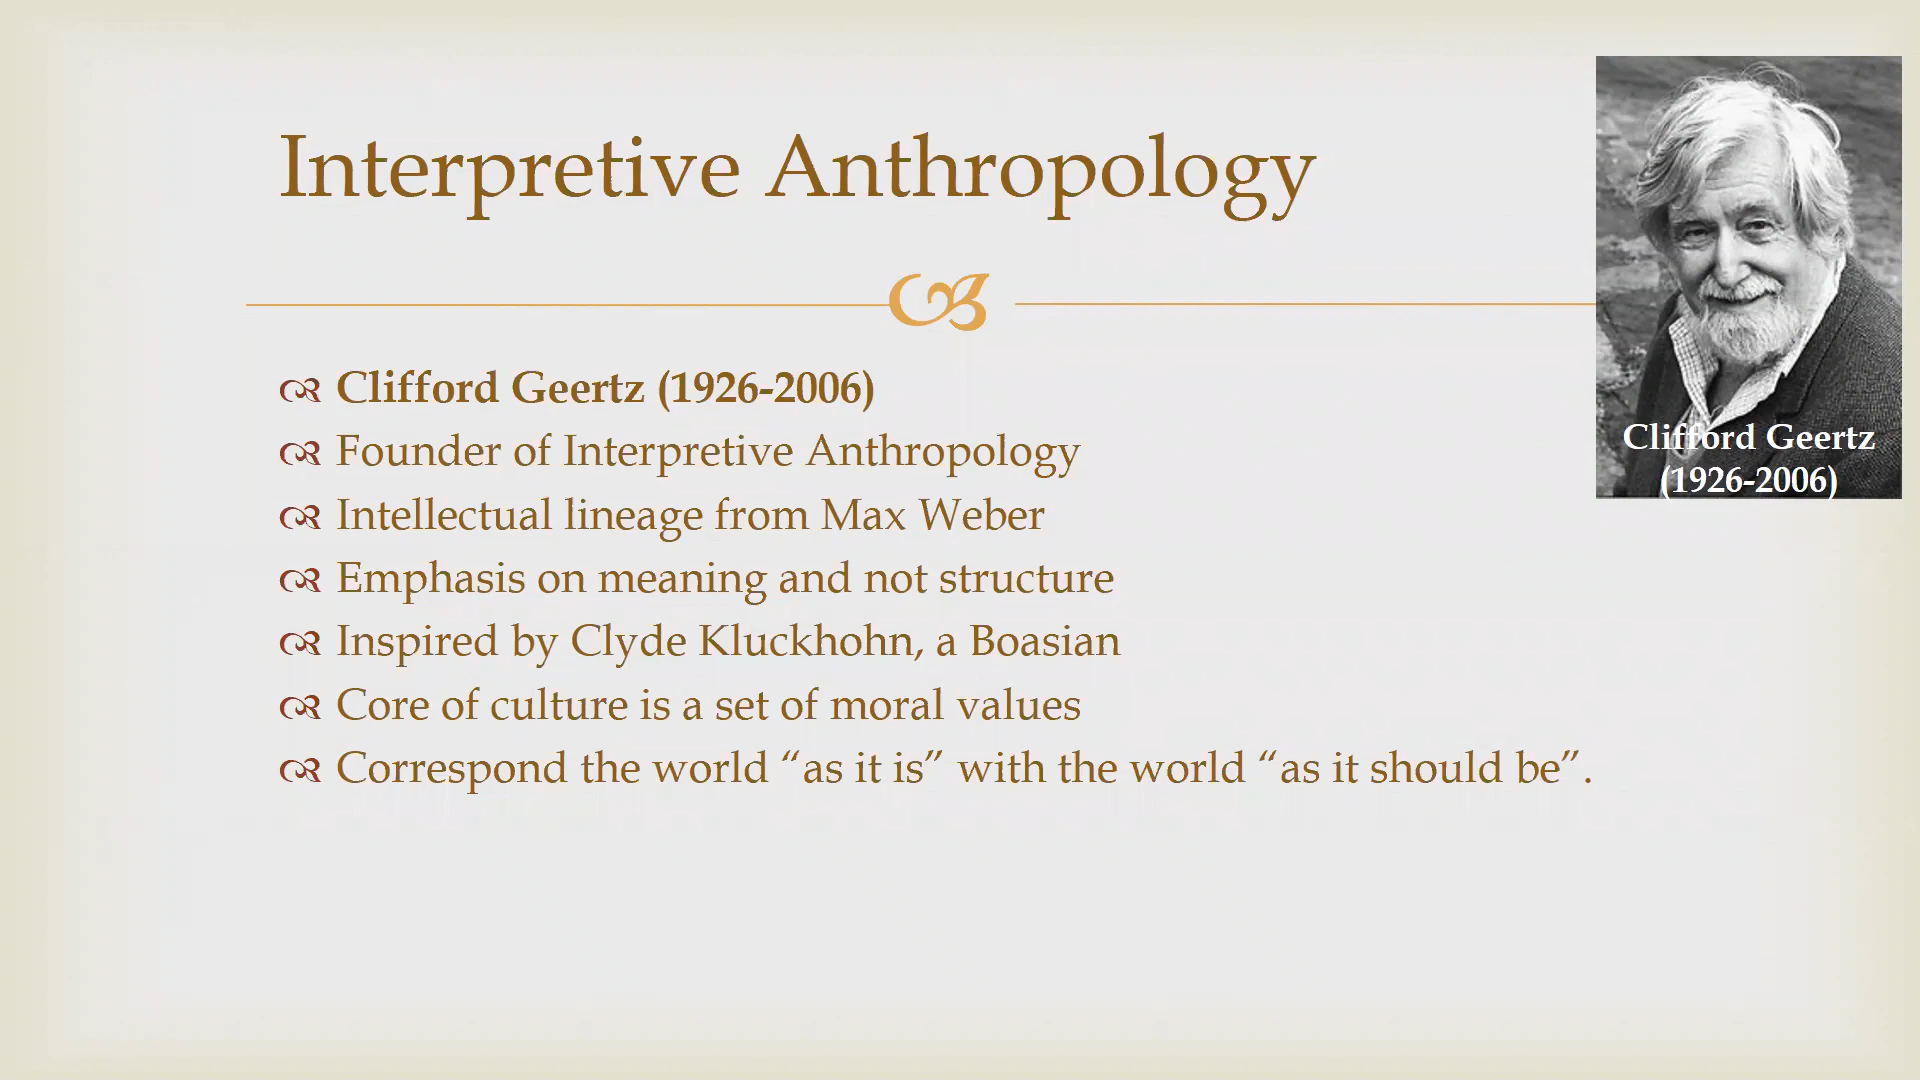 Interpretive Anthropology
Clifford Geertz (1926-2006)
Founder of Interpretive Anthropology
Intellectual lineage from Max Weber
Emphasis on meaning and not structure
Inspired by Clyde Kluckhohn, a Boasian
Core of culture is a set of moral values
Correspond the world “as it is” with the world “as it should be”.
Clifford Geertz
(1926-2006)